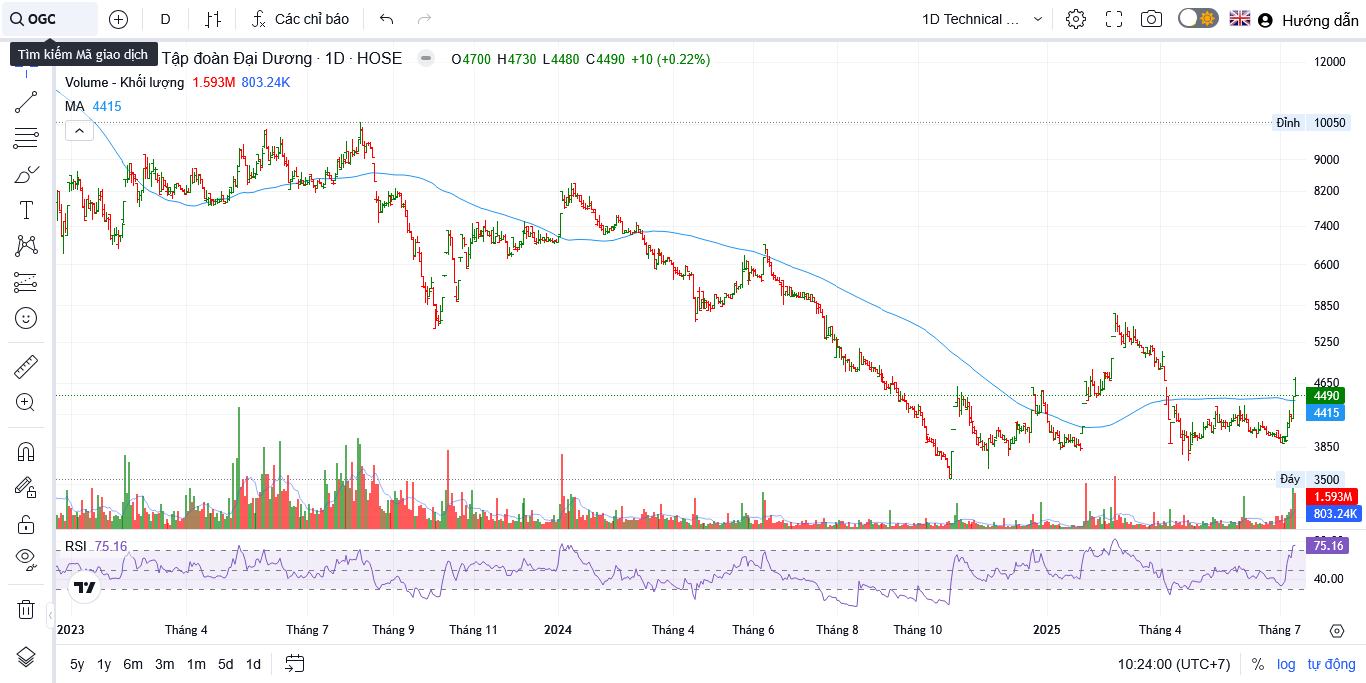 OGC
D
Các chỉ báo
1D Technical ...
Hướng dẫn
Tìm kiếm Mã giao dịch
Tập đoàn Đại Dương · 1D · HOSE
O4700 H4730 L4480 C4490 +10 (+0.22%)
Volume - Khối lượng 1.593M 803.24K
MA 4415
12000
Đỉnh 10050
9000
8200
7400
6600
5850
5250
4650
4490
4415
3850
Đáy 3500
1.593M
803.24K
RSI 75.16
75.16
40.00
2023 Tháng 4 Tháng 7 Tháng 9 Tháng 11 2024 Tháng 4 Tháng 6 Tháng 8 Tháng 10 2025 Tháng 4 Tháng 7
5y 1y 6m 3m 1m 5d 1d
10:24:00 (UTC+7) % log tự động